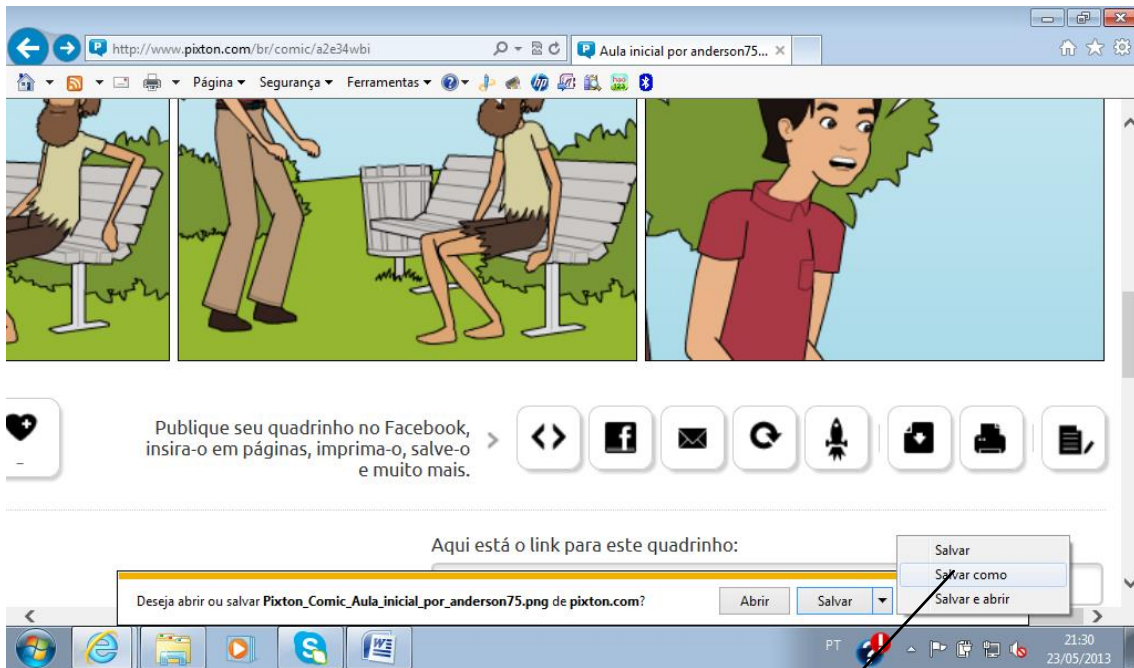 http://www.pixton.com/br/comic/a2e34wbi
Aula inicial por anderson75...
Página
Segurança
Ferramentas
Publique seu quadrinho no Facebook,
insira-o em páginas, imprima-o, salve-o
e muito mais.
Aqui está o link para este quadrinho:
Salvar
Salvar como
Salvar e abrir
Deseja abrir ou salvar Pixton_Comic_Aula_inicial_por_anderson75.png de pixton.com?
Abrir
Salvar
PT
21:30
23/05/2013